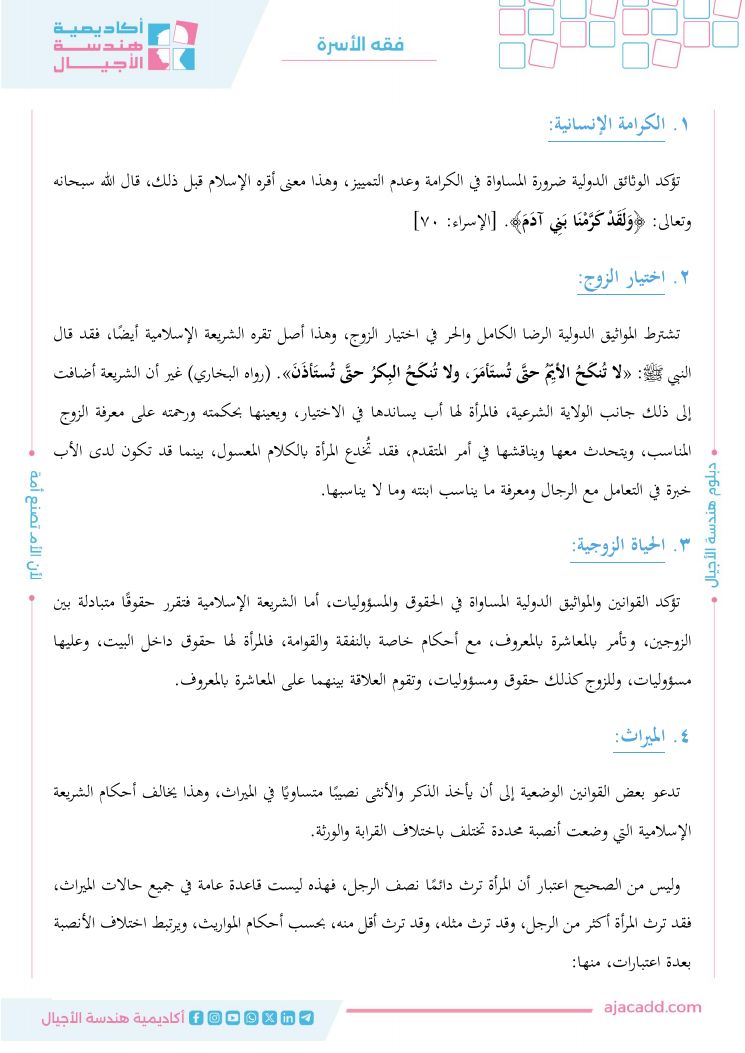 أكاديمية
هندسة
الأجيال
فقه الأسرة
١. الكرامة الإنسانية:
تؤكد الوثائق الدولية ضرورة المساواة في الكرامة وعدم التمييز، وهذا معنى أقره الإسلام قبل ذلك، قال الله سبحانه
وتعالى: ﴿وَلَقَدْ كَرَّمْنَا بَنِي آدَمَ﴾. [الإسراء: ٧٠]
٢. اختيار الزوج:
تشترط المواثيق الدولية الرضا الكامل والحر في اختيار الزوج، وهذا أصل تقره الشريعة الإسلامية أيضًا، فقد قال
النبي ﷺ: «لا تُنكَحُ الأيِّمُ حتَّى تُستَأمَرَ، ولا تُنكَحُ البِكرُ حتَّى تُستَأذَنَ». (رواه البخاري) غير أن الشريعة أضافت
إلى ذلك جانب الولاية الشرعية، فالمرأة لها أب يساندها في الاختيار، ويعينها بحكمته ورحمته على معرفة الزوج
المناسب، ويتحدث معها ويناقشها في أمر المتقدم، فقد تُخدع المرأة بالكلام المعسول، بينما قد تكون لدى الأب
خبرة في التعامل مع الرجال ومعرفة ما يناسب ابنته وما لا يناسبها.
٣. الحياة الزوجية:
تؤكد القوانين والمواثيق الدولية المساواة في الحقوق والمسؤوليات، أما الشريعة الإسلامية فتقرر حقوقًا متبادلة بين
الزوجين، وتأمر بالمعاشرة بالمعروف، مع أحكام خاصة بالنفقة والقوامة، فالمرأة لها حقوق داخل البيت، وعليها
مسؤوليات، وللزوج كذلك حقوق ومسؤوليات، وتقوم العلاقة بينهما على المعاشرة بالمعروف.
٤. الميراث:
تدعو بعض القوانين الوضعية إلى أن يأخذ الذكر والأنثى نصيبًا متساويًا في الميراث، وهذا يخالف أحكام الشريعة
الإسلامية التي وضعت أنصبة محددة تختلف باختلاف القرابة والورثة.
وليس من الصحيح اعتبار أن المرأة ترث دائمًا نصف الرجل، فهذه ليست قاعدة عامة في جميع حالات الميراث،
فقد ترث المرأة أكثر من الرجل، وقد ترث مثله، وقد ترث أقل منه، بحسب أحكام المواريث، ويرتبط اختلاف الأنصبة
بعدة اعتبارات، منها:
دبلوم هندسة الأجيال
لأن الأم تصنع أمة
ajacadd.com
أكاديمية هندسة الأجيال